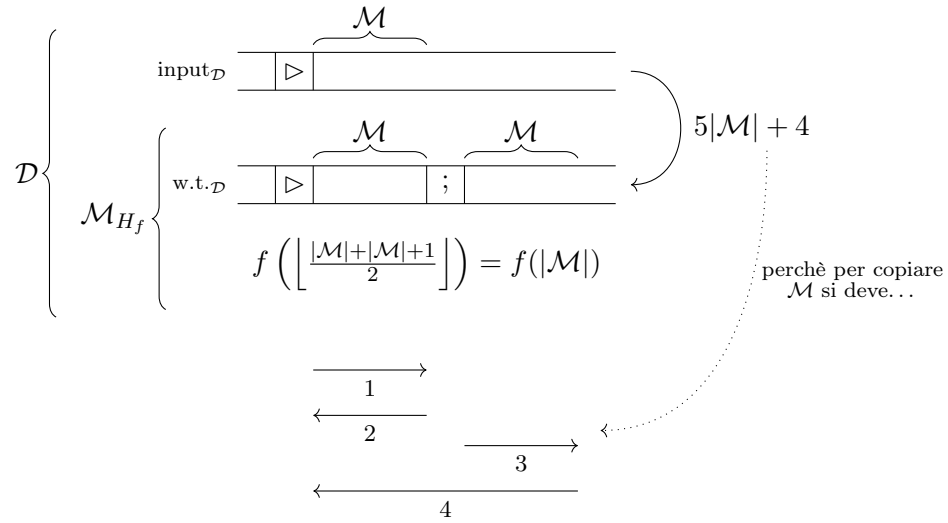 𝓜
input_𝓓 ▷
𝓓
𝓜 𝓜
5|𝓜| + 4
w.t._𝓓 ▷ ;
𝓜_{H_f}
f(⌊(|𝓜|+|𝓜|+1)/2⌋) = f(|𝓜|)
perchè per copiare
𝓜 si deve...
1
2
3
4